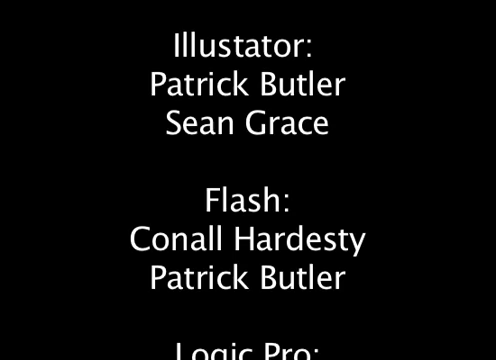 Illustator:
Patrick Butler
Sean Grace
Flash:
Conall Hardesty
Patrick Butler
Logic Pro: